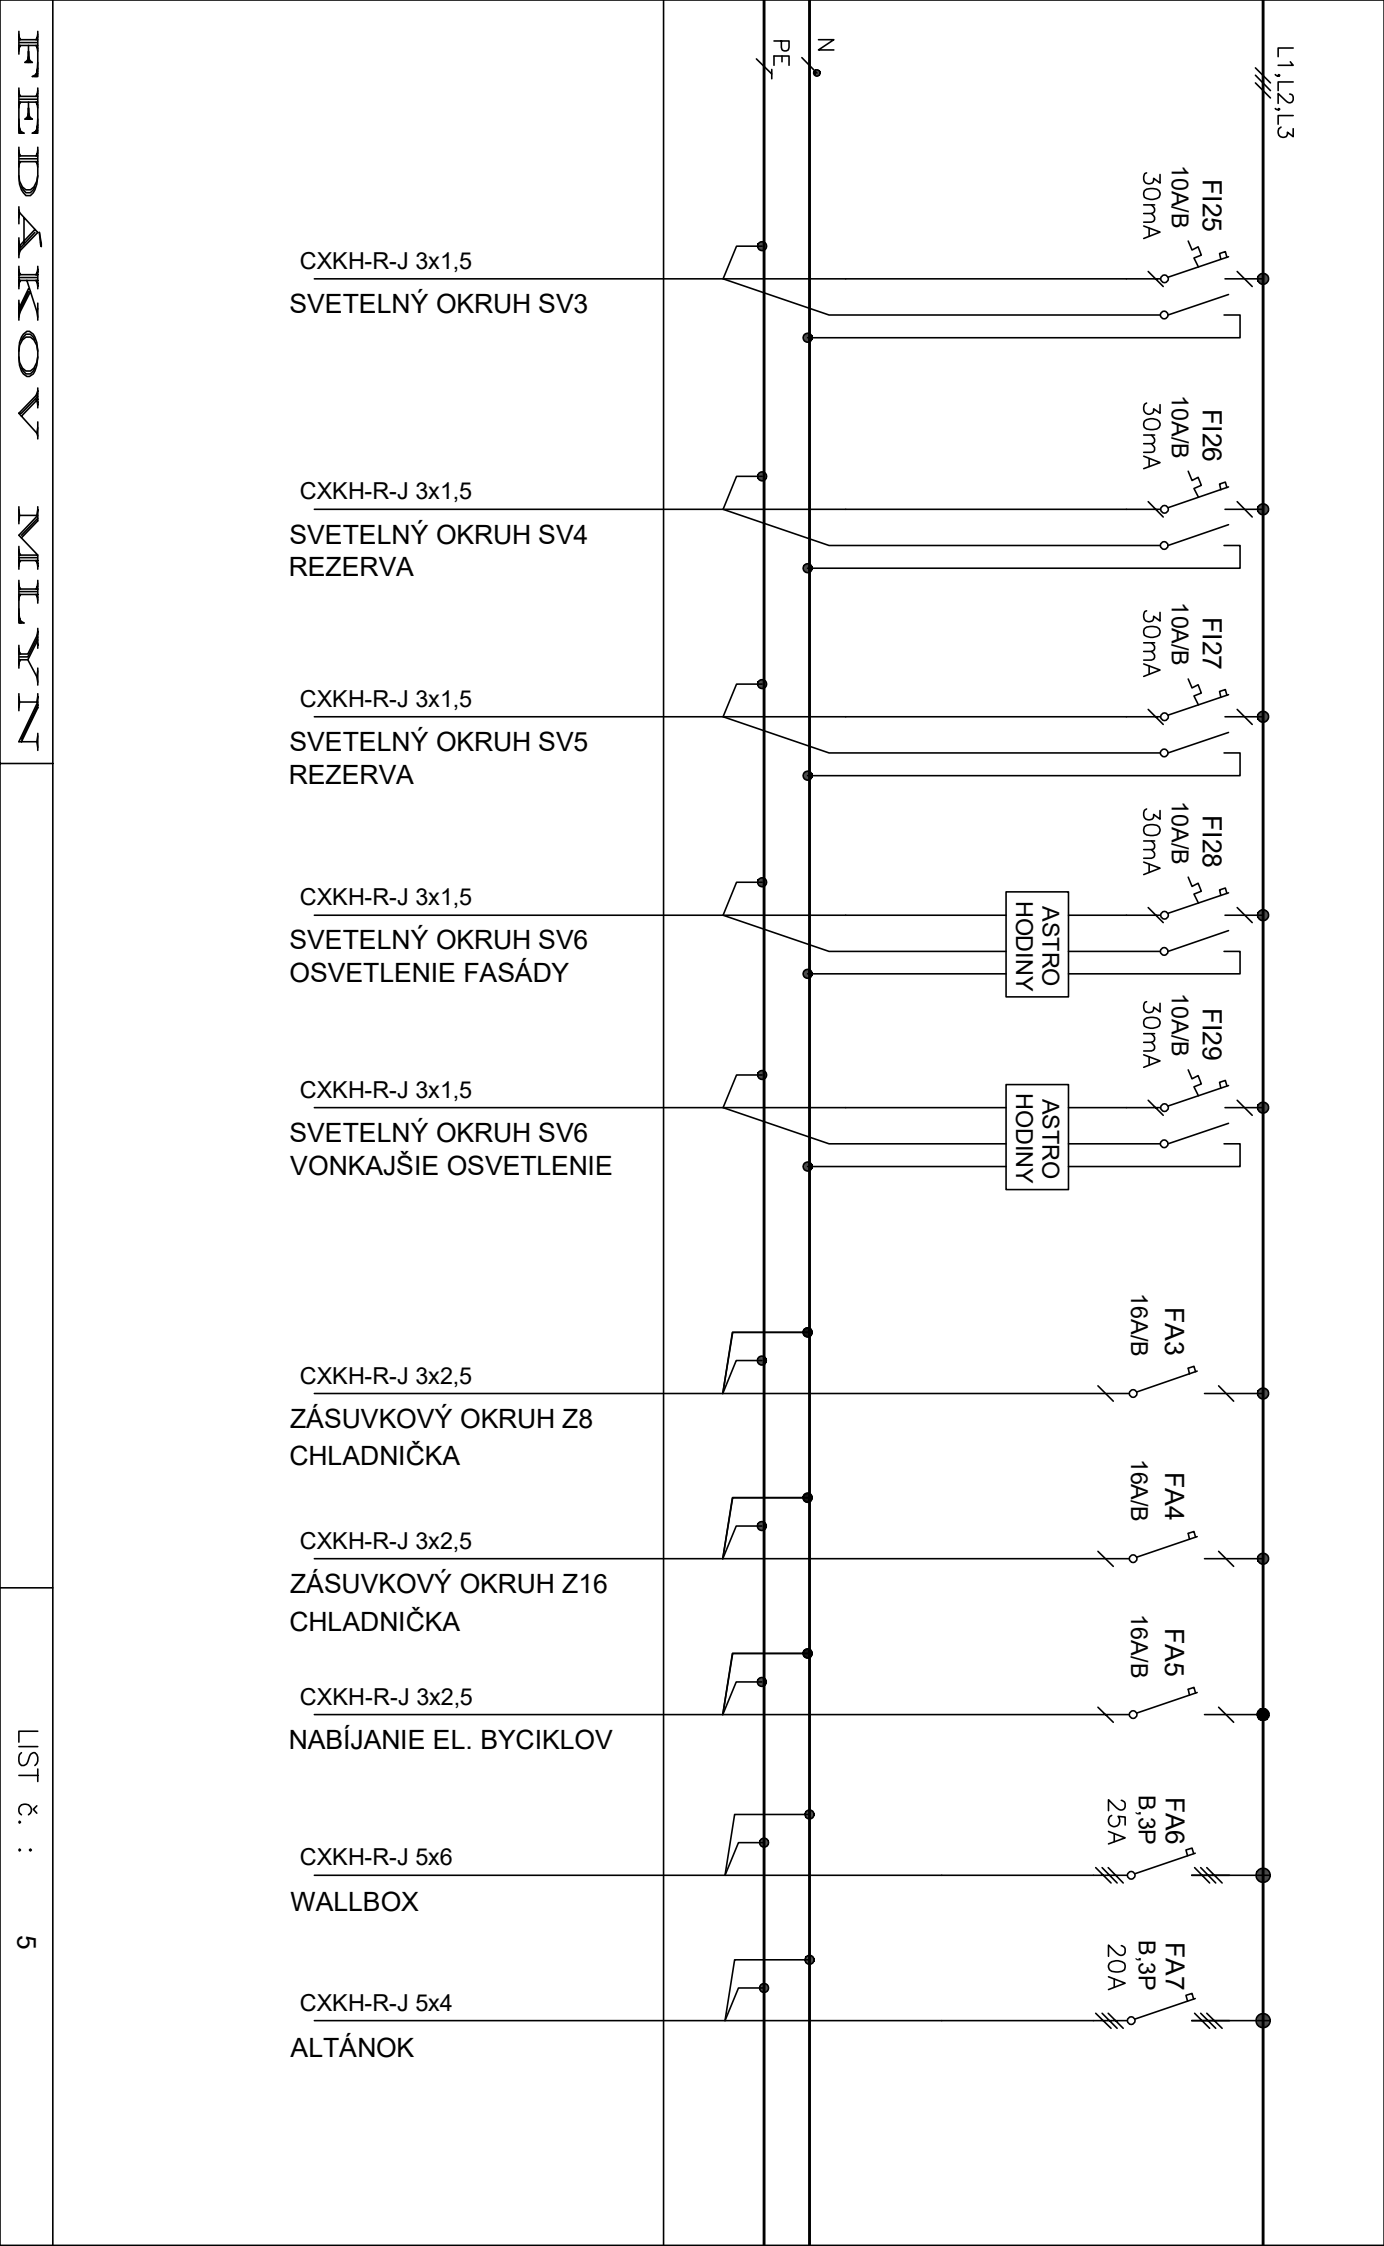 L1,L2,L3
N
PE
FI25
10A/B
30mA
CXKH-R-J 3x1,5
SVETELNÝ OKRUH SV3
FI26
10A/B
30mA
CXKH-R-J 3x1,5
SVETELNÝ OKRUH SV4
REZERVA
FI27
10A/B
30mA
CXKH-R-J 3x1,5
SVETELNÝ OKRUH SV5
REZERVA
FI28
10A/B
30mA
ASTRO
HODINY
CXKH-R-J 3x1,5
SVETELNÝ OKRUH SV6
OSVETLENIE FASÁDY
FI29
10A/B
30mA
ASTRO
HODINY
CXKH-R-J 3x1,5
SVETELNÝ OKRUH SV6
VONKAJŠIE OSVETLENIE
FA3
16A/B
CXKH-R-J 3x2,5
ZÁSUVKOVÝ OKRUH Z8
CHLADNIČKA
FA4
16A/B
CXKH-R-J 3x2,5
ZÁSUVKOVÝ OKRUH Z16
CHLADNIČKA
FA5
16A/B
CXKH-R-J 3x2,5
NABÍJANIE EL. BYCIKLOV
FA6
B,3P
25A
CXKH-R-J 5x6
WALLBOX
FA7
B,3P
20A
CXKH-R-J 5x4
ALTÁNOK
FEDAKOV MLYN
LIST č. : 5